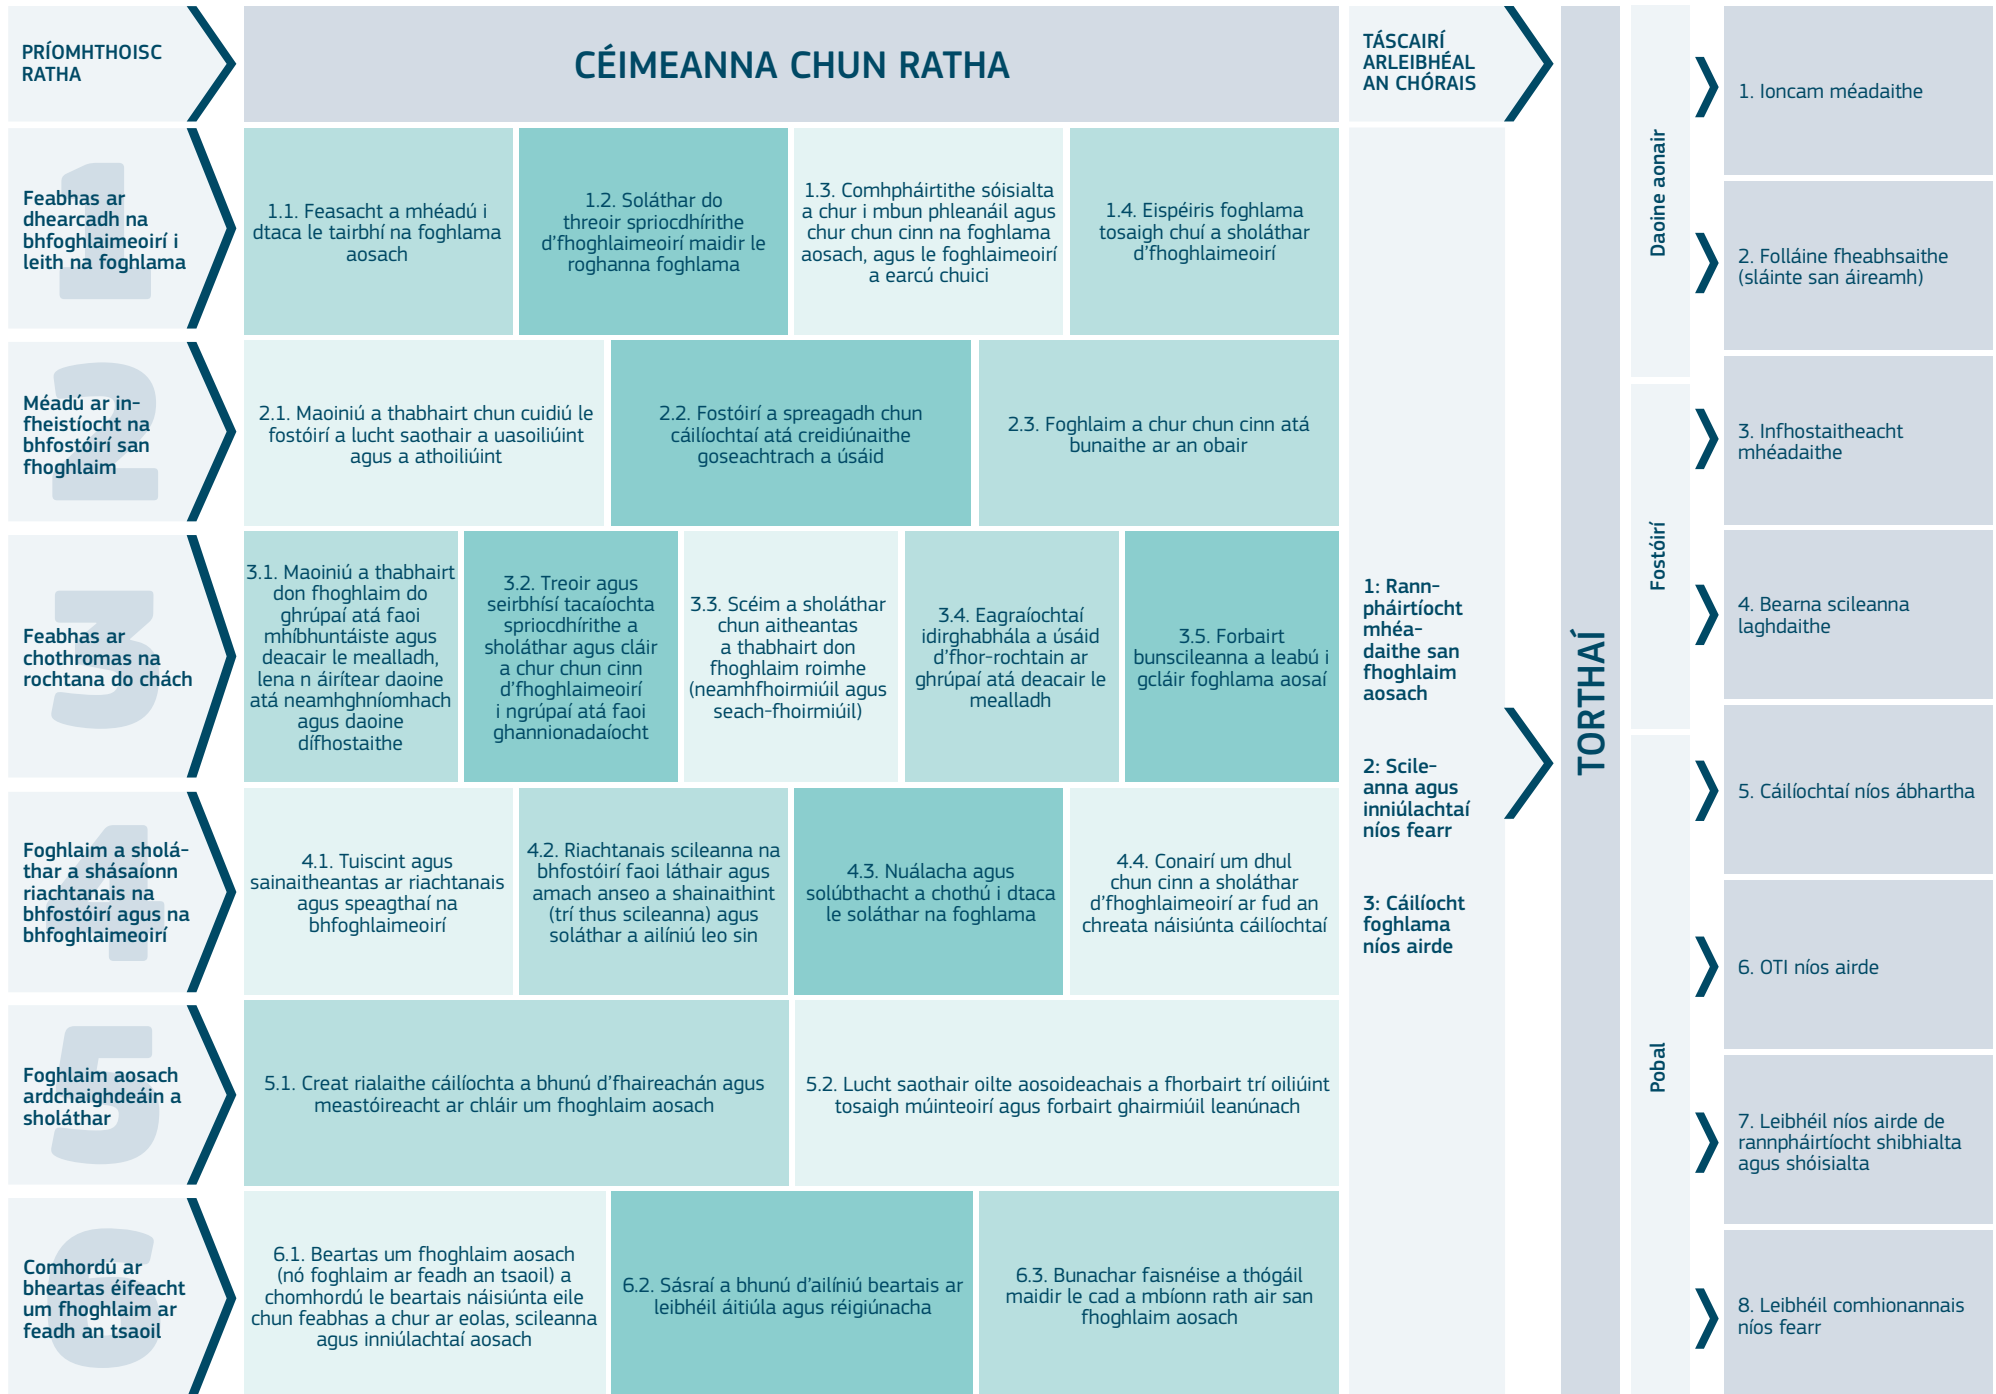 PRÍOMHTHOISC
RATHA
CÉIMEANNA CHUN RATHA
TÁSCAIRÍ
ARLEIBHÉAL
AN CHÓRAIS
1
Feabhas ar
dhearcadh na
bhfoghlaimeoirí i
leith na foghlama
1.1. Feasacht a mhéadú i
dtaca le tairbhí na foghlama
aosach
1.2. Soláthar do
threoir spriocdhírithe
d'fhoghlaimeoirí maidir le
roghanna foghlama
1.3. Comhpháirtithe sóisialta
a chur i mbun phleanáil agus
chur chun cinn na foghlama
aosach, agus le foghlaimeoirí
a earcú chuici
1.4. Eispéiris foghlama
tosaigh chuí a sholáthar
d'fhoghlaimeoirí
2
Méadú ar in-
fheistíocht na
bhfostóirí san
fhoghlaim
2.1. Maoiniú a thabhairt chun cuidiú le
fostóirí a lucht saothair a uasoiliúint
agus a athoiliúint
2.2. Fostóirí a spreagadh chun
cáilíochtaí atá creidiúnaithe
goseachtrach a úsáid
2.3. Foghlaim a chur chun cinn atá
bunaithe ar an obair
3
Feabhas ar
chothromas na
rochtana do chách
3.1. Maoiniú a thabhairt
don fhoghlaim do
ghrúpaí atá faoi
mhíbhuntáiste agus
deacair le mealladh,
lena n áirítear daoine
atá neamhghníomhach
agus daoine
dífhostaithe
3.2. Treoir agus
seirbhísí tacaíochta
spriocdhírithe a
sholáthar agus cláir
a chur chun cinn
d'fhoghlaimeoirí
i ngrúpaí atá faoi
ghannionadaíocht
3.3. Scéim a sholáthar
chun aitheantas
a thabhairt don
fhoghlaim roimhe
(neamhfhoirmiúil agus
seach-fhoirmiúil)
3.4. Eagraíochtaí
idirghabhála a úsáid
d'fhor-rochtain ar
ghrúpaí atá deacair le
mealladh
3.5. Forbairt
bunscileanna a leabú i
gcláir foghlama aosaí
4
Foghlaim a sholá-
thar a shásaíonn
riachtanais na
bhfostóirí agus na
bhfoghlaimeoirí
4.1. Tuiscint agus
sainaitheantas ar riachtanais
agus speagthaí na
bhfoghlaimeoirí
4.2. Riachtanais scileanna na
bhfostóirí faoi láthair agus
amach anseo a shainaithint
(trí thus scileanna) agus
soláthar a ailíniú leo sin
4.3. Nuálacha agus
solúbthacht a chothú i dtaca
le soláthar na foghlama
4.4. Conairí um dhul
chun cinn a sholáthar
d'fhoghlaimeoirí ar fud an
chreata náisiúnta cáilíochtaí
5
Foghlaim aosach
ardchaighdeáin a
sholáthar
5.1. Creat rialaithe cáilíochta a bhunú d'fhaireachán agus
meastóireacht ar chláir um fhoghlaim aosach
5.2. Lucht saothair oilte aosoideachais a fhorbairt trí oiliúint
tosaigh múinteoirí agus forbairt ghairmiúil leanúnach
6
Comhordú ar
bheartas éifeacht
um fhoghlaim ar
feadh an tsaoil
6.1. Beartas um fhoghlaim aosach
(nó foghlaim ar feadh an tsaoil) a
chomhordú le beartais náisiúnta eile
chun feabhas a chur ar eolas, scileanna
agus inniúlachtaí aosach
6.2. Sásraí a bhunú d'ailíniú beartais ar
leibhéil áitiúla agus réigiúnacha
6.3. Bunachar faisnéise a thógáil
maidir le cad a mbíonn rath air san
fhoghlaim aosach
1: Rann-
pháirtíocht
mhéa-
daithe san
fhoghlaim
aosach
2: Scile-
anna agus
inniúlachtaí
níos fearr
3: Cáilíocht
foghlama
níos airde
TORTHAÍ
Daoine aonair
1. Ioncam méadaithe
2. Folláine fheabhsaithe
(sláinte san áireamh)
Fostóirí
3. Infhostaitheacht
mhéadaithe
4. Bearna scileanna
laghdaithe
Pobal
5. Cáilíochtaí níos ábhartha
6. OTI níos airde
7. Leibhéil níos airde de
rannpháirtíocht shibhialta
agus shóisialta
8. Leibhéil comhionannais
níos fearr